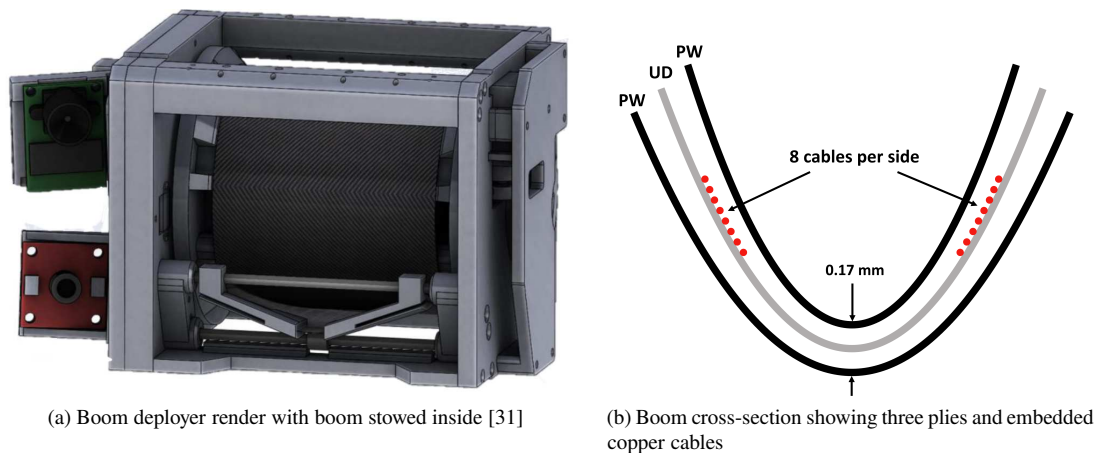 PW
UD
PW
8 cables per side
0.17 mm
(a) Boom deployer render with boom stowed inside [31]
(b) Boom cross-section showing three plies and embedded
copper cables